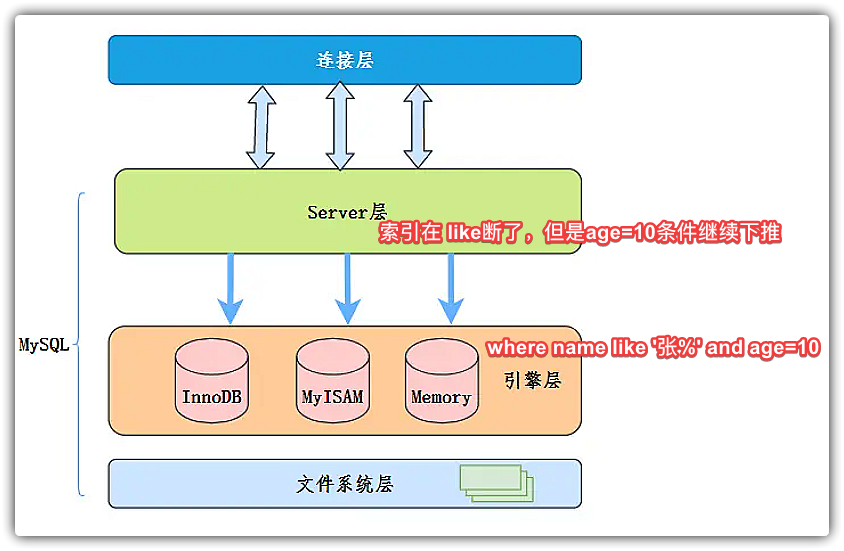 连接层
Server层
索引在 like断了，但是age=10条件继续下推
MySQL
where name like '张%' and age=10
引擎层
InnoDB
MyISAM
Memory
文件系统层